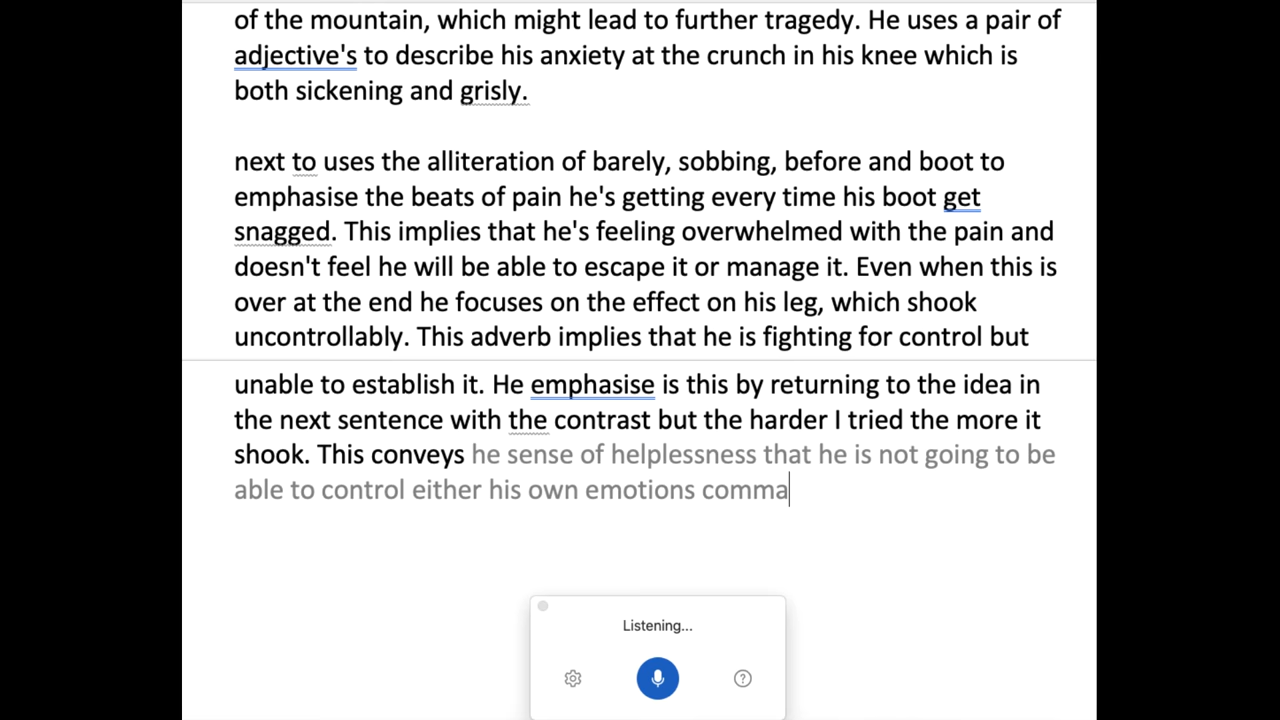 of the mountain, which might lead to further tragedy. He uses a pair of
adjective's to describe his anxiety at the crunch in his knee which is
both sickening and grisly.
next to uses the alliteration of barely, sobbing, before and boot to
emphasise the beats of pain he's getting every time his boot get
snagged. This implies that he's feeling overwhelmed with the pain and
doesn't feel he will be able to escape it or manage it. Even when this is
over at the end he focuses on the effect on his leg, which shook
uncontrollably. This adverb implies that he is fighting for control but
unable to establish it. He emphasise is this by returning to the idea in
the next sentence with the contrast but the harder I tried the more it
shook. This conveys he sense of helplessness that he is not going to be
able to control either his own emotions comma
Listening...